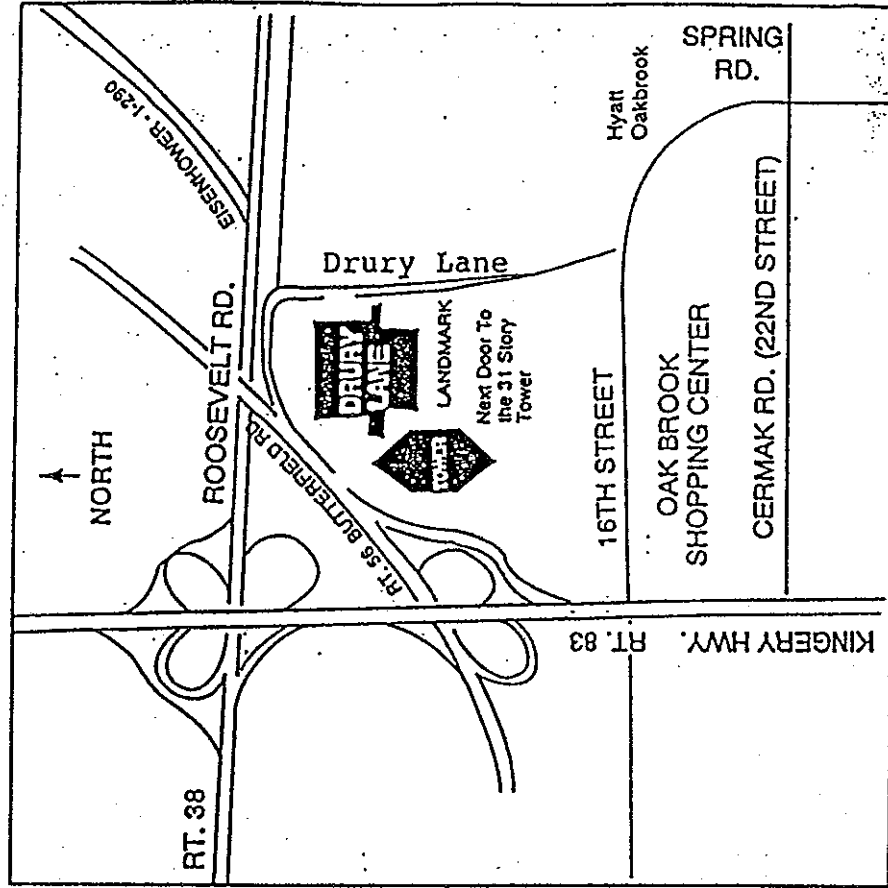 SPRING
RD.
EISENHOWER - I-290
Hyatt
Oakbrook
Drury Lane
ROOSEVELT RD.
NORTH
DRURY
LANE
LANDMARK
Next Door To
the 31 Story
Tower
TOWER
RT. 56 BUTTERFIELD RD.
16TH STREET
OAK BROOK
SHOPPING CENTER
CERMAK RD. (22ND STREET)
KINGERY HWY. RT. 83
RT. 38